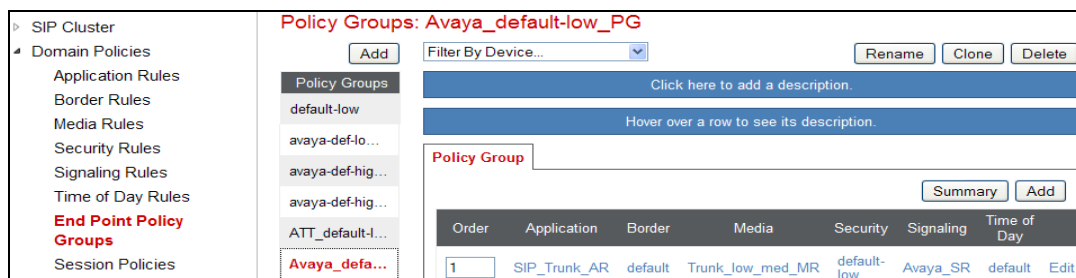 SIP Cluster
Domain Policies
Application Rules
Border Rules
Media Rules
Security Rules
Signaling Rules
Time of Day Rules
End Point Policy
Groups
Session Policies
Policy Groups: Avaya_default-low_PG
Add
Filter By Device...
Rename Clone Delete
Policy Groups
default-low
avaya-def-lo...
avaya-def-hig...
avaya-def-hig...
ATT_default-l...
Avaya_defa...
Click here to add a description.
Hover over a row to see its description.
Policy Group
Summary Add
Order Application Border Media Security Signaling Time of Day
1 SIP_Trunk_AR default Trunk_low_med_MR default-low Avaya_SR default Edit